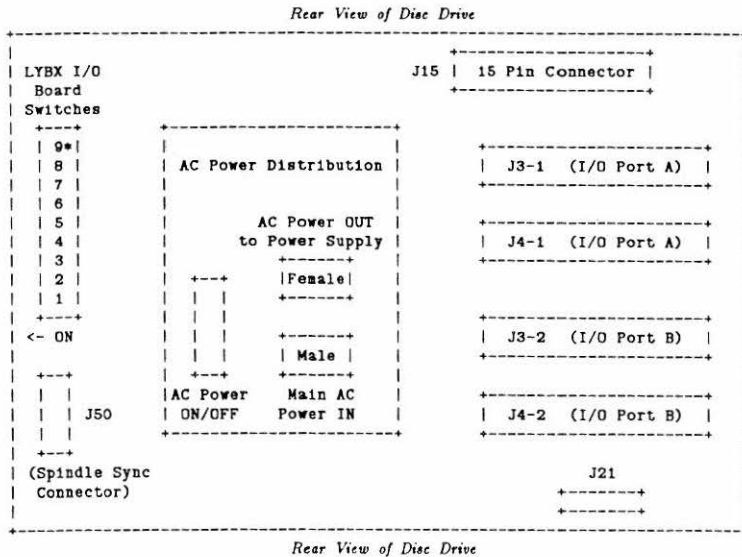 Rear View of Disc Drive
J15 15 Pin Connector
LYBX I/O
Board
Switches
9*
8
7
6
5
4
3
2
1
<- ON
J50
(Spindle Sync
Connector)
AC Power Distribution
AC Power OUT
to Power Supply
Female
Male
AC Power
ON/OFF
Main AC
Power IN
J3-1 (I/O Port A)
J4-1 (I/O Port A)
J3-2 (I/O Port B)
J4-2 (I/O Port B)
J21
Rear View of Disc Drive